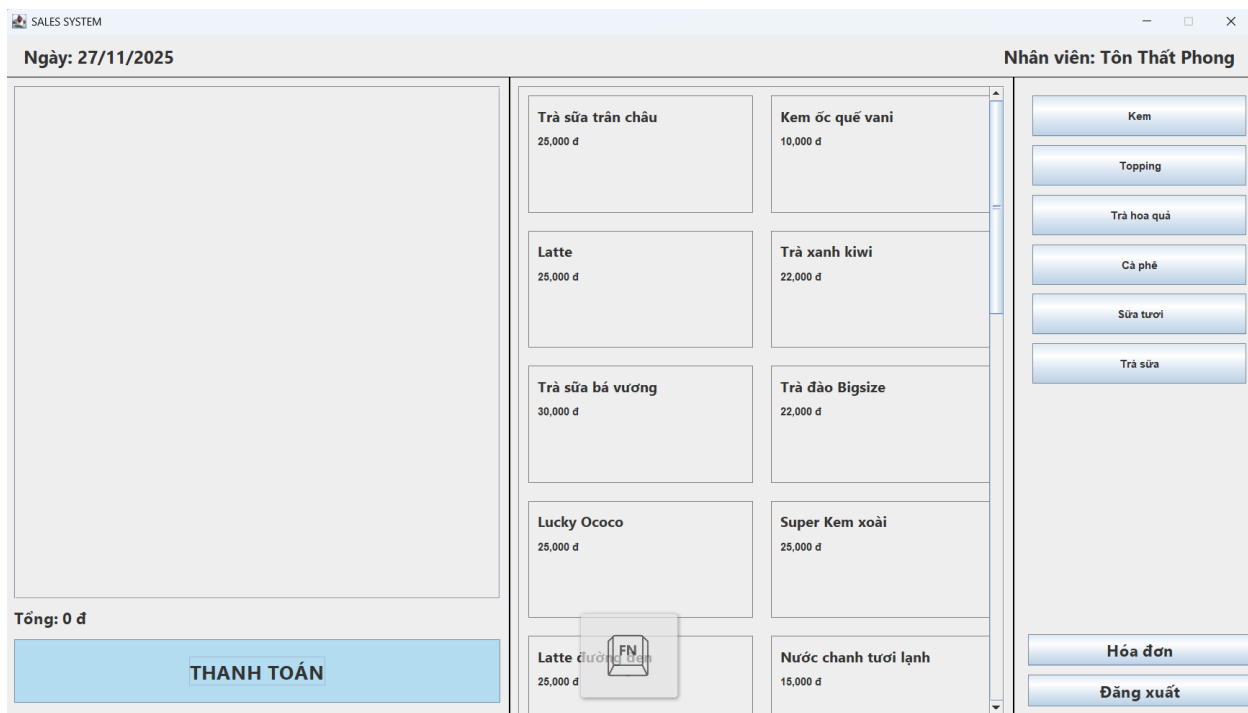 SALES SYSTEM
Ngày: 27/11/2025
Nhân viên: Tôn Thất Phong
Tổng: 0 đ
THANH TOÁN
Trà sữa trân châu
25,000 đ
Kem ốc quế vani
10,000 đ
Latte
25,000 đ
Trà xanh kiwi
22,000 đ
Trà sữa bá vương
30,000 đ
Trà đào Bigsize
22,000 đ
Lucky Ococo
25,000 đ
Super Kem xoài
25,000 đ
Latte đường đen
25,000 đ
FN
Nước chanh tươi lạnh
15,000 đ
Kem
Topping
Trà hoa quả
Cà phê
Sữa tươi
Trà sữa
Hóa đơn
Đăng xuất